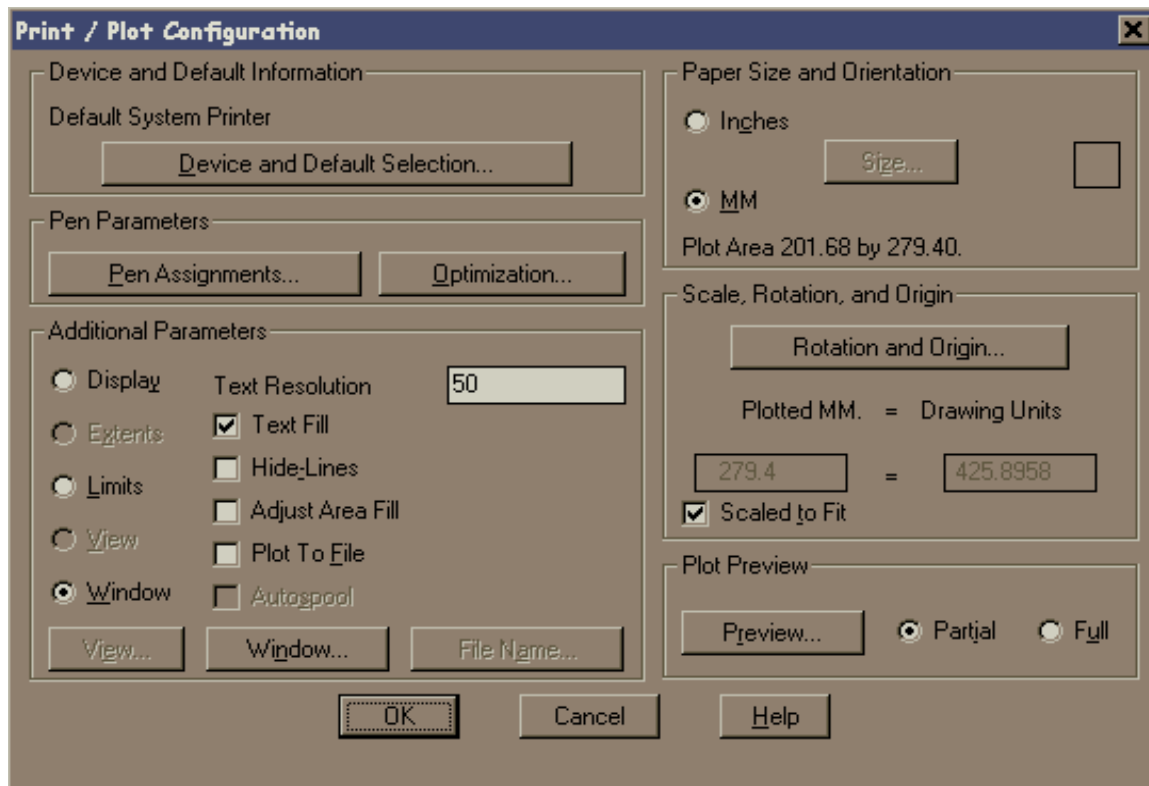 Print / Plot Configuration
Device and Default Information
Default System Printer
Device and Default Selection...
Pen Parameters
Pen Assignments...
Optimization...
Additional Parameters
Display
Extents
Limits
View
Window
Text Resolution
50
Text Fill
Hide-Lines
Adjust Area Fill
Plot To File
Autospool
View...
Window...
File Name...
Paper Size and Orientation
Inches
Size...
MM
Plot Area 201.68 by 279.40.
Scale, Rotation, and Origin
Rotation and Origin...
Plotted MM. = Drawing Units
279.4 = 425.8958
Scaled to Fit
Plot Preview
Preview...
Partial
Full
OK
Cancel
Help